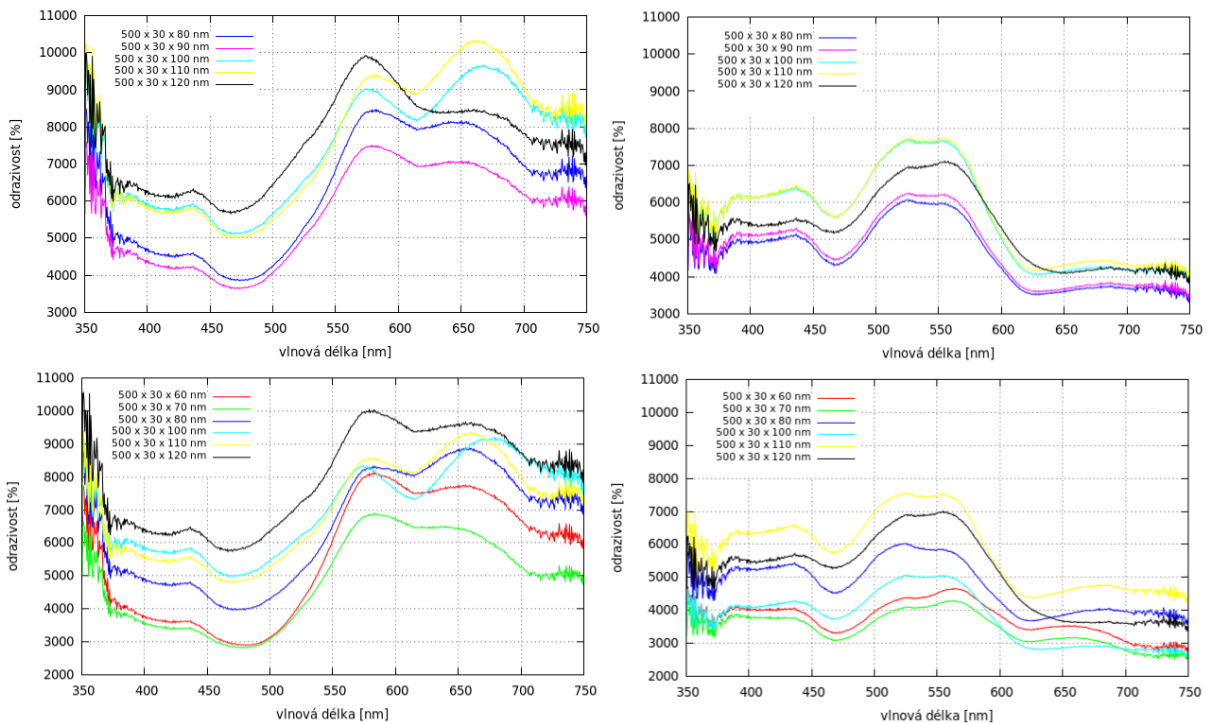 11000
10000
9000
8000
7000
6000
5000
4000
3000
odrazivost [%]
500 x 30 x 80 nm
500 x 30 x 90 nm
500 x 30 x 100 nm
500 x 30 x 110 nm
500 x 30 x 120 nm
350 400 450 500 550 600 650 700 750
vlnová délka [nm]
11000
10000
9000
8000
7000
6000
5000
4000
3000
odrazivost [%]
500 x 30 x 80 nm
500 x 30 x 90 nm
500 x 30 x 100 nm
500 x 30 x 110 nm
500 x 30 x 120 nm
350 400 450 500 550 600 650 700 750
vlnová délka [nm]
11000
10000
9000
8000
7000
6000
5000
4000
3000
2000
odrazivost [%]
500 x 30 x 60 nm
500 x 30 x 70 nm
500 x 30 x 80 nm
500 x 30 x 100 nm
500 x 30 x 110 nm
500 x 30 x 120 nm
350 400 450 500 550 600 650 700 750
vlnová délka [nm]
11000
10000
9000
8000
7000
6000
5000
4000
3000
2000
odrazivost [%]
500 x 30 x 60 nm
500 x 30 x 70 nm
500 x 30 x 80 nm
500 x 30 x 100 nm
500 x 30 x 110 nm
500 x 30 x 120 nm
350 400 450 500 550 600 650 700 750
vlnová délka [nm]